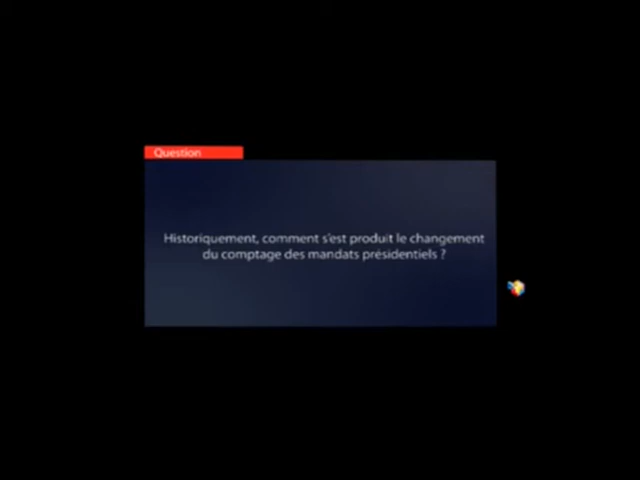 Question
Historiquement, comment s'est produit le changement
du comptage des mandats présidentiels ?